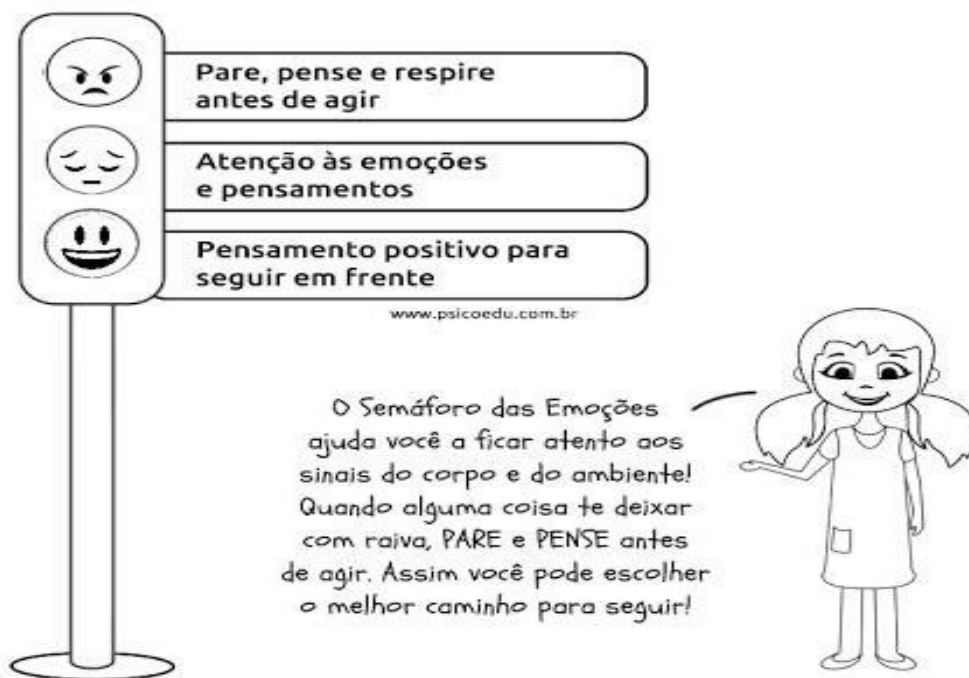 Pare, pense e respire
antes de agir
Atenção às emoções
e pensamentos
Pensamento positivo para
seguir em frente
www.psicoedu.com.br
O Semáforo das Emoções
ajuda você a ficar atento aos
sinais do corpo e do ambiente!
Quando alguma coisa te deixar
com raiva, PARE e PENSE antes
de agir. Assim você pode escolher
o melhor caminho para seguir!